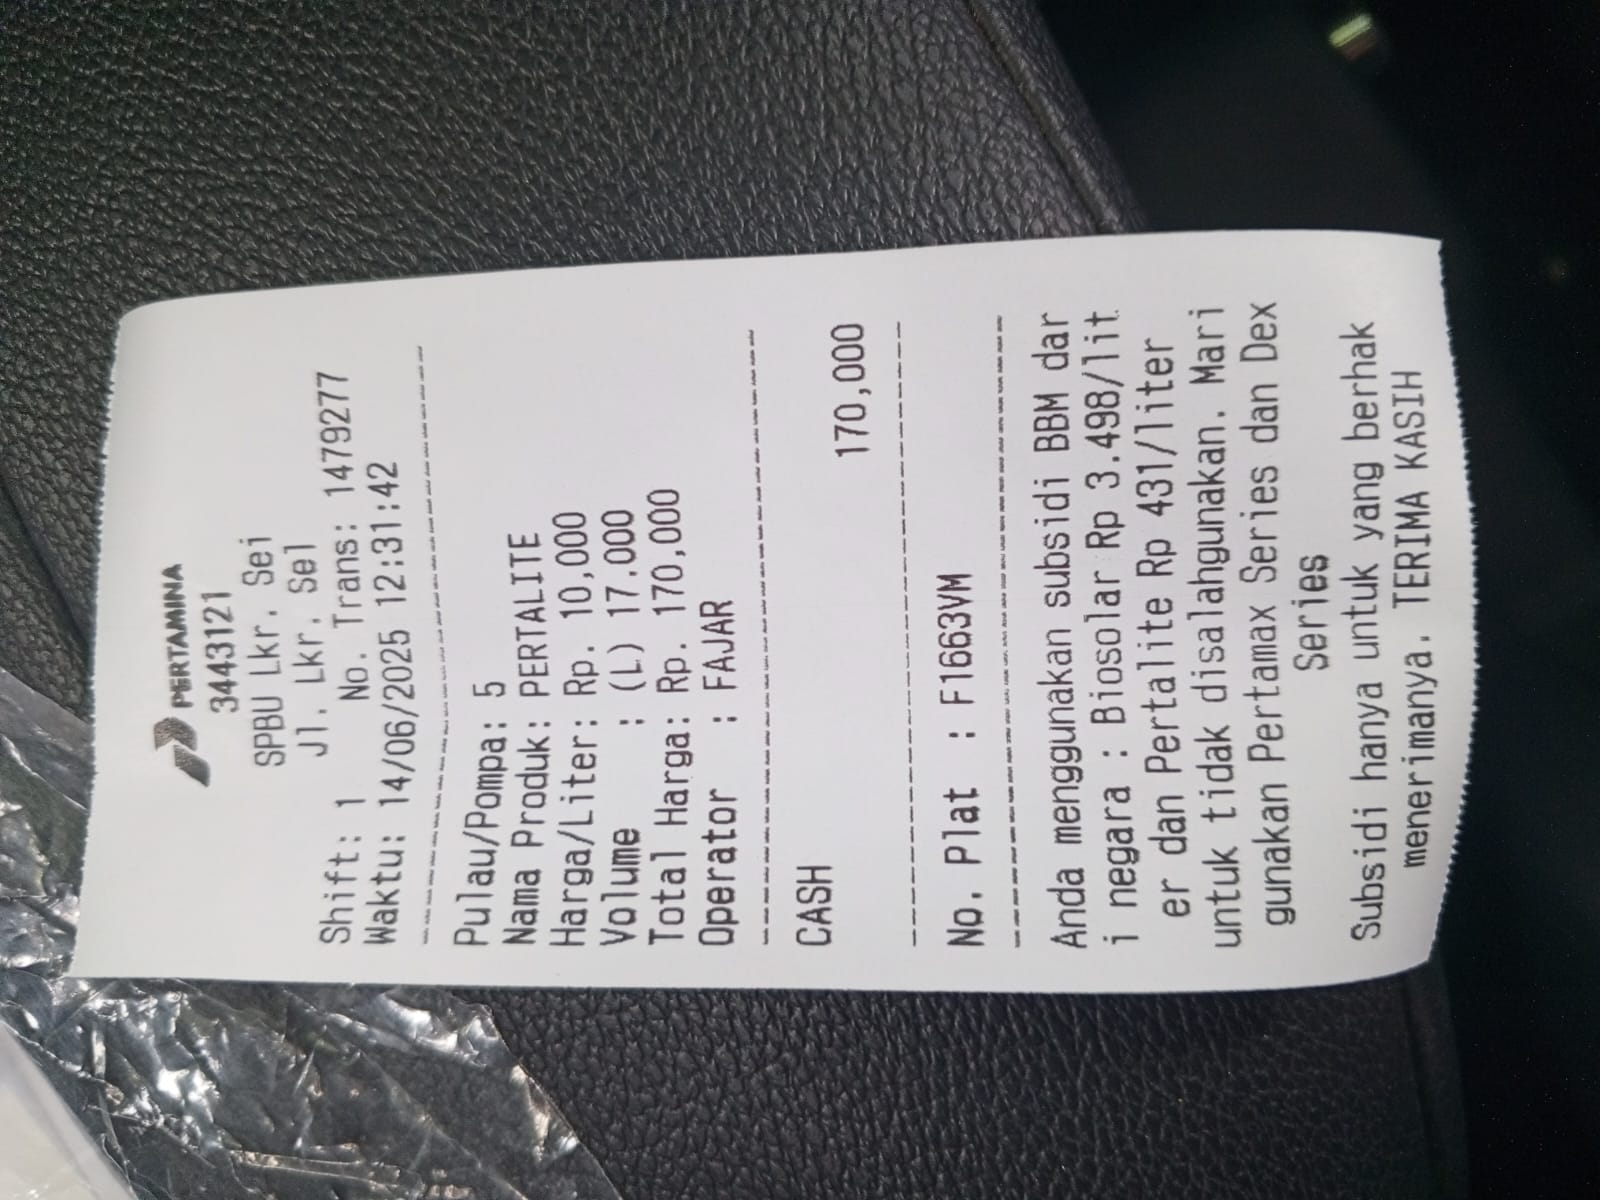 PERTAMINA
3443121
SPBU Lkr. Sel
Jl. Lkr. Sel
Shift: 1 No. Trans: 1479277
Waktu: 14/06/2025 12:31:42
Pulau/Pompa: 5
Nama Produk: PERTALITE
Harga/Liter: Rp. 10,000
Volume : (L) 17.000
Total Harga: Rp. 170,000
Operator : FAJAR
CASH
170,000
No. Plat : F1663VM
Anda menggunakan subsidi BBM dar
i negara : Biosolar Rp 3.498/lit
er dan Pertalite Rp 431/liter
untuk tidak disalahgunakan. Mari
gunakan Pertamax Series dan Dex
Series
Subsidi hanya untuk yang berhak
menerimanya. TERIMA KASIH